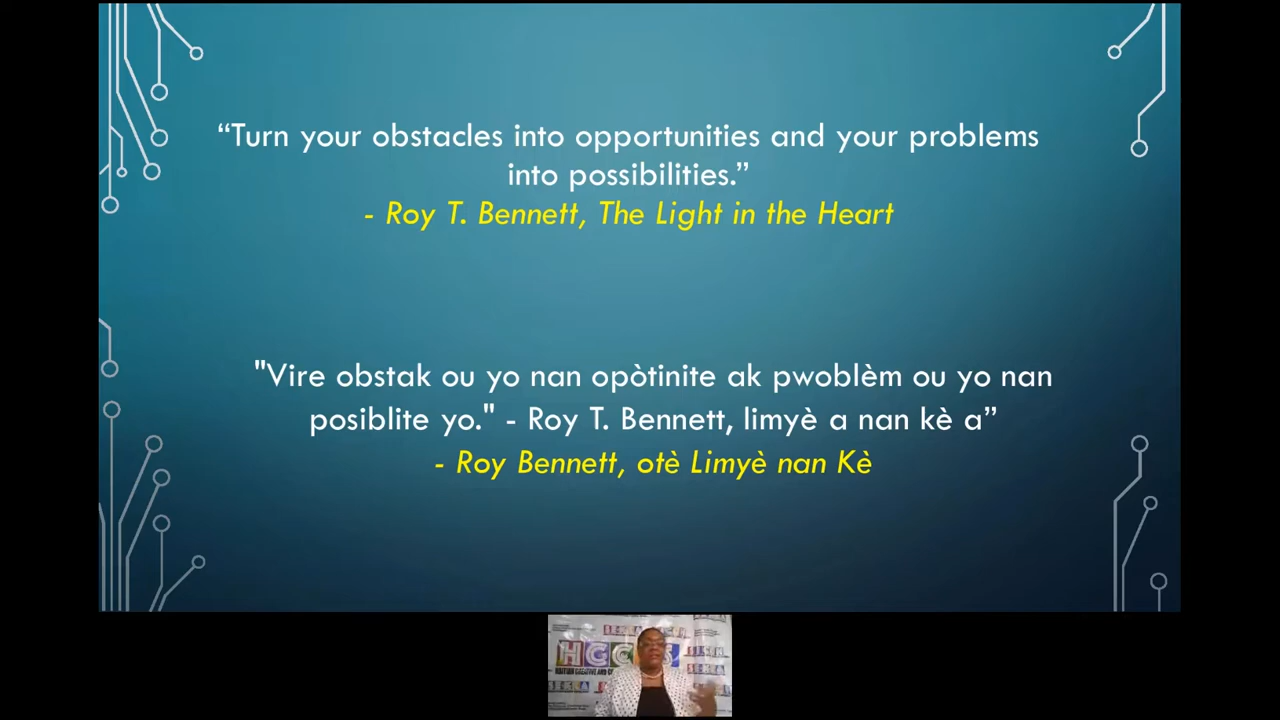 “Turn your obstacles into opportunities and your problems
into possibilities.”
- Roy T. Bennett, The Light in the Heart
"Vire obstak ou yo nan opòtinite ak pwoblèm ou yo nan
posiblite yo." - Roy T. Bennett, limyè a nan kè a”
- Roy Bennett, otè Limyè nan Kè